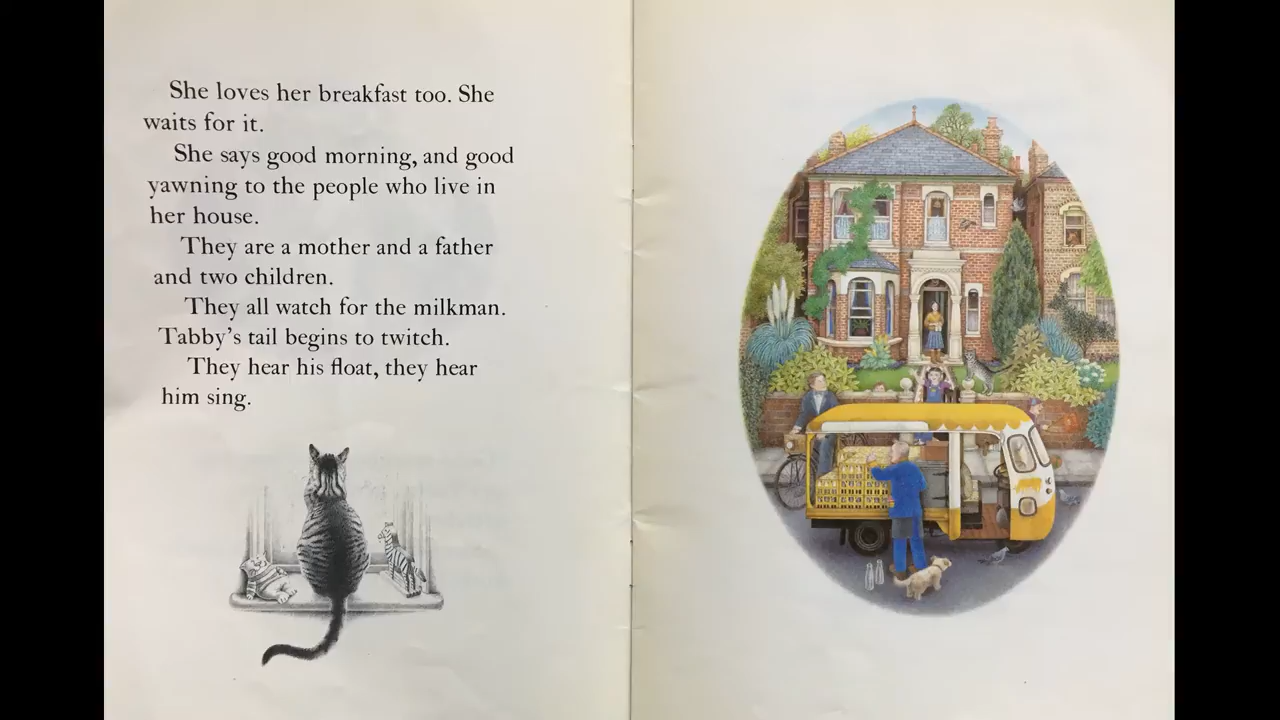 She loves her breakfast too. She
waits for it.
She says good morning, and good
yawning to the people who live in
her house.
They are a mother and a father
and two children.
They all watch for the milkman.
Tabby's tail begins to twitch.
They hear his float, they hear
him sing.